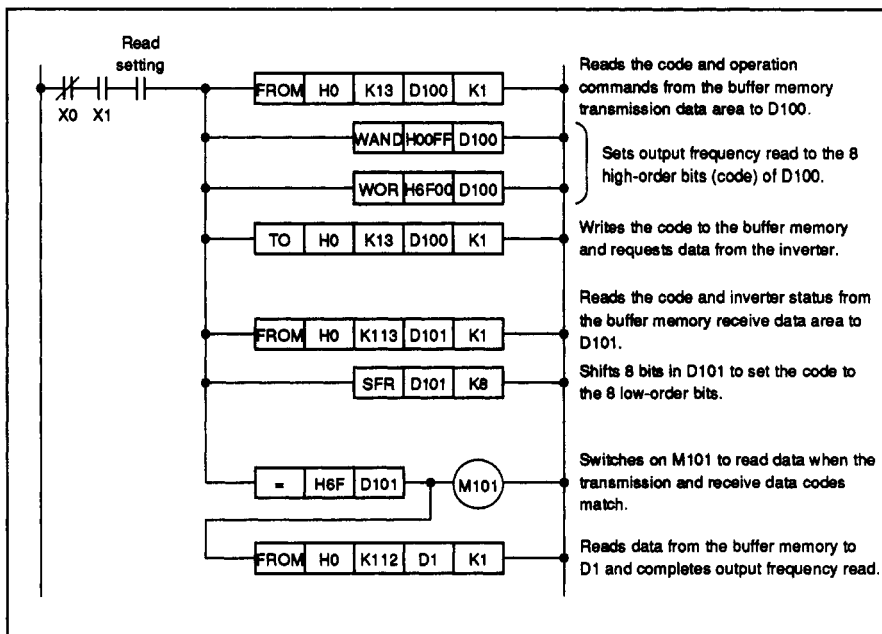 Read
setting
X0 X1
FROM H0 K13 D100 K1
Reads the code and operation
commands from the buffer memory
transmission data area to D100.
WAND H00FF D100
WOR H6F00 D100
Sets output frequency read to the 8
high-order bits (code) of D100.
TO H0 K13 D100 K1
Writes the code to the buffer memory
and requests data from the inverter.
FROM H0 K113 D101 K1
Reads the code and inverter status from
the buffer memory receive data area to
D101.
SFR D101 K8
Shifts 8 bits in D101 to set the code to
the 8 low-order bits.
= H6F D101 M101
Switches on M101 to read data when the
transmission and receive data codes
match.
FROM H0 K112 D1 K1
Reads data from the buffer memory to
D1 and completes output frequency read.